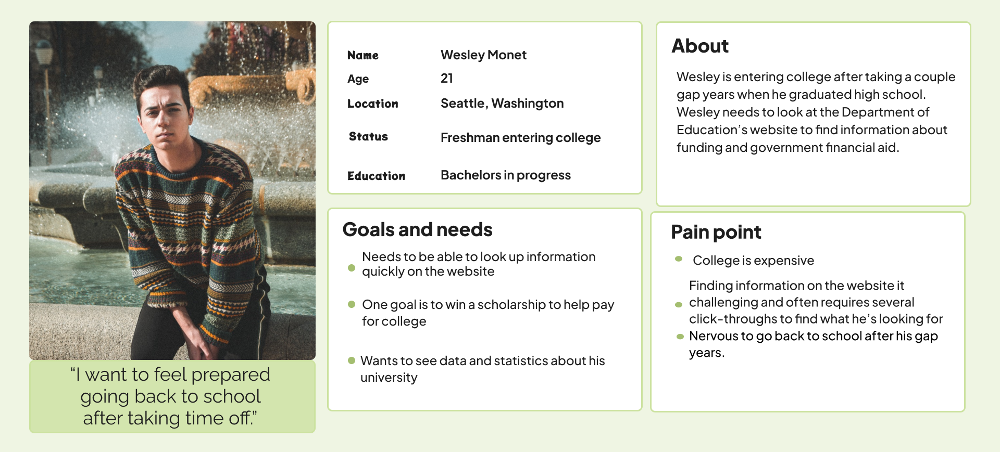 “I want to feel prepared
going back to school
after taking time off.”
Name Wesley Monet
Age 21
Location Seattle, Washington
Status Freshman entering college
Education Bachelors in progress
About
Wesley is entering college after taking a couple
gap years when he graduated high school.
Wesley needs to look at the Department of
Education’s website to find information about
funding and government financial aid.
Goals and needs
Needs to be able to look up information
quickly on the website
One goal is to win a scholarship to help pay
for college
Wants to see data and statistics about his
university
Pain point
College is expensive
Finding information on the website it
challenging and often requires several
click-throughs to find what he’s looking for
Nervous to go back to school after his gap
years.